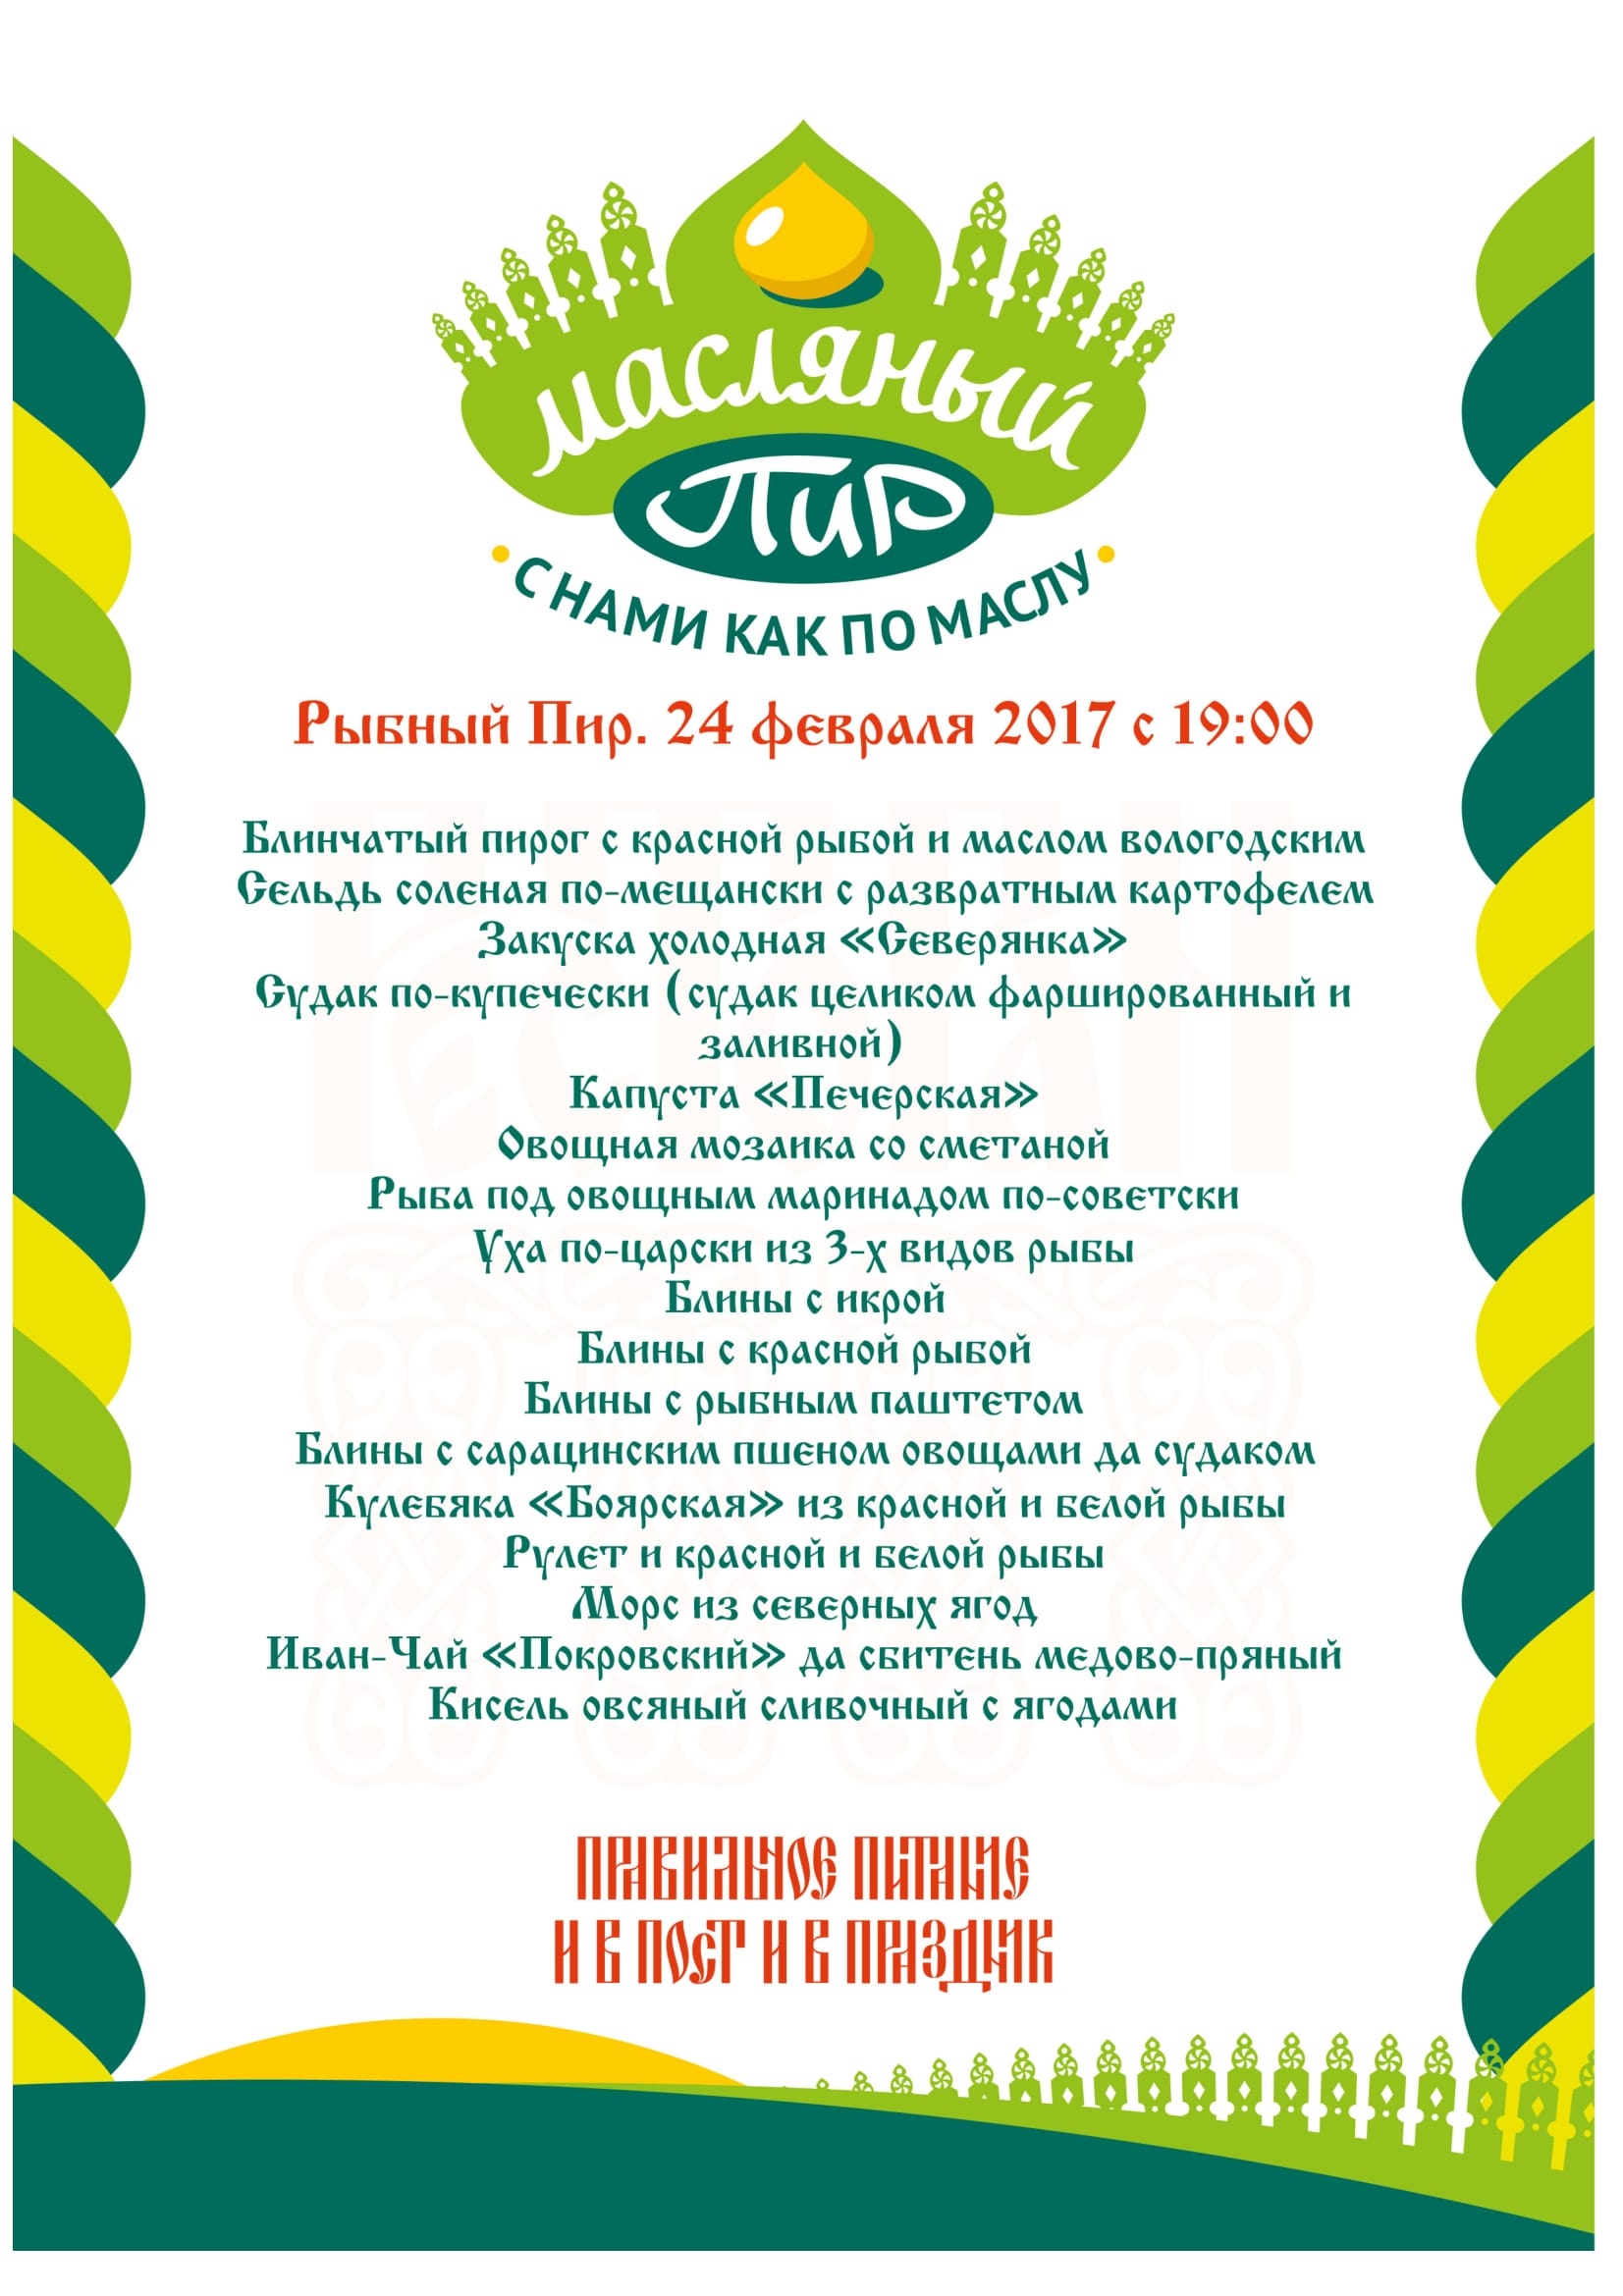 масляный
пир
С НАМИ КАК ПО МАСЛУ
Рыбный Пир. 24 февраля 2017 с 19:00
Блинчатый пирог с красной рыбой и маслом вологодским
Сельдь соленая по-мещански с развратным картофелем
Закуска холодная «Северянка»
Судак по-купечески (судак целиком фаршированный и
заливной)
Капуста «Печерская»
Овощная мозаика со сметаной
Рыба под овощным маринадом по-советски
Уха по-царски из 3-х видов рыбы
Блины с икрой
Блины с красной рыбой
Блины с рыбным паштетом
Блины с сарацинским пшеном овощами да судаком
Кулебяка «Боярская» из красной и белой рыбы
Рулет и красной и белой рыбы
Морс из северных ягод
Иван-Чай «Покровский» да сбитень медово-пряный
Кисель овсяный сливочный с ягодами
ПРАВИЛЬНОЕ ПИТАНИЕ
И В ПОСТ И В ПРАЗДНИК